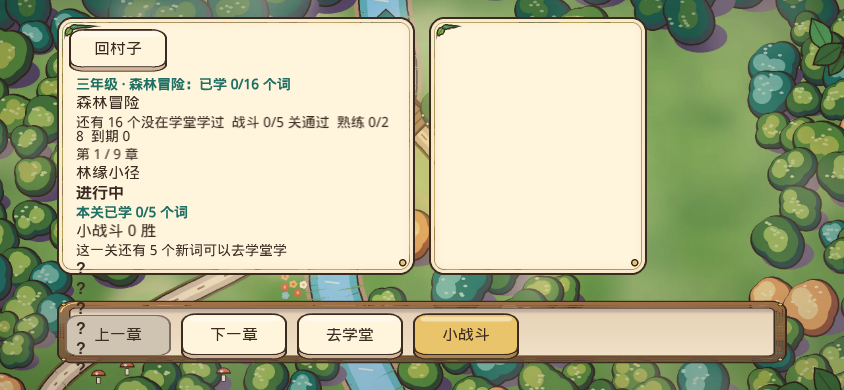 回村子
三年级 · 森林冒险：已学 0/16 个词
森林冒险
还有 16 个没在学堂学过 战斗 0/5 关通过 熟练 0/2
8 到期 0
第 1 / 9 章
林缘小径
进行中
本关已学 0/5 个词
小战斗 0 胜
这一关还有 5 个新词可以去学堂学
?
?
?
?
?
?
上一章
下一章
去学堂
小战斗